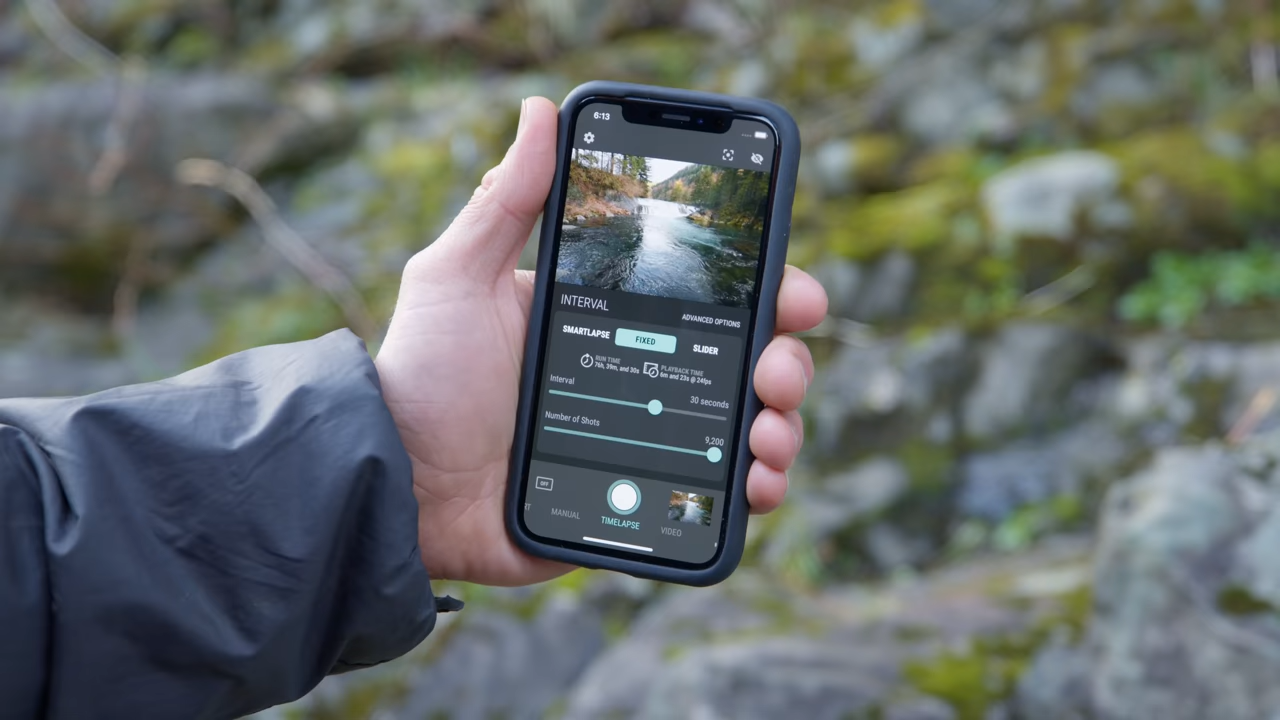 6:13
INTERVAL
ADVANCED OPTIONS
SMARTLAPSE FIXED SLIDER
RUN TIME
76h, 39m, and 30s
PLAYBACK TIME
6m and 23s @ 24fps
Interval 30 seconds
Number of Shots 9,200
OFF
MANUAL TIMELAPSE VIDEO